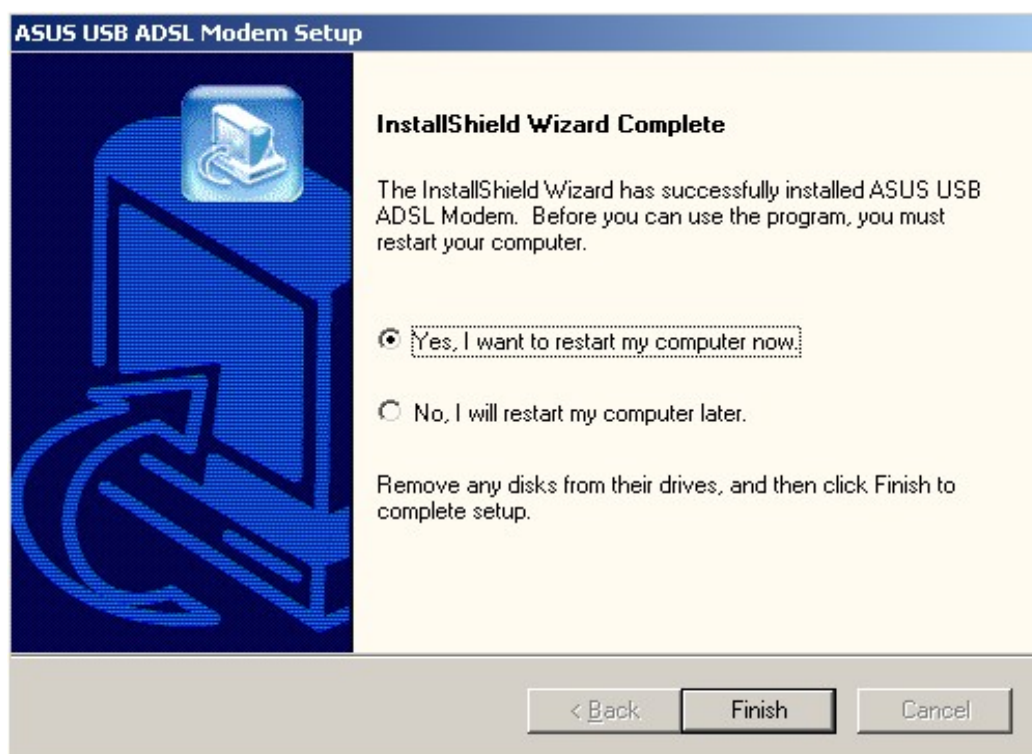 ASUS USB ADSL Modem Setup
InstallShield Wizard Complete
The InstallShield Wizard has successfully installed ASUS USB
ADSL Modem.  Before you can use the program, you must
restart your computer.
Yes, I want to restart my computer now.
No, I will restart my computer later.
Remove any disks from their drives, and then click Finish to
complete setup.
< Back Finish Cancel